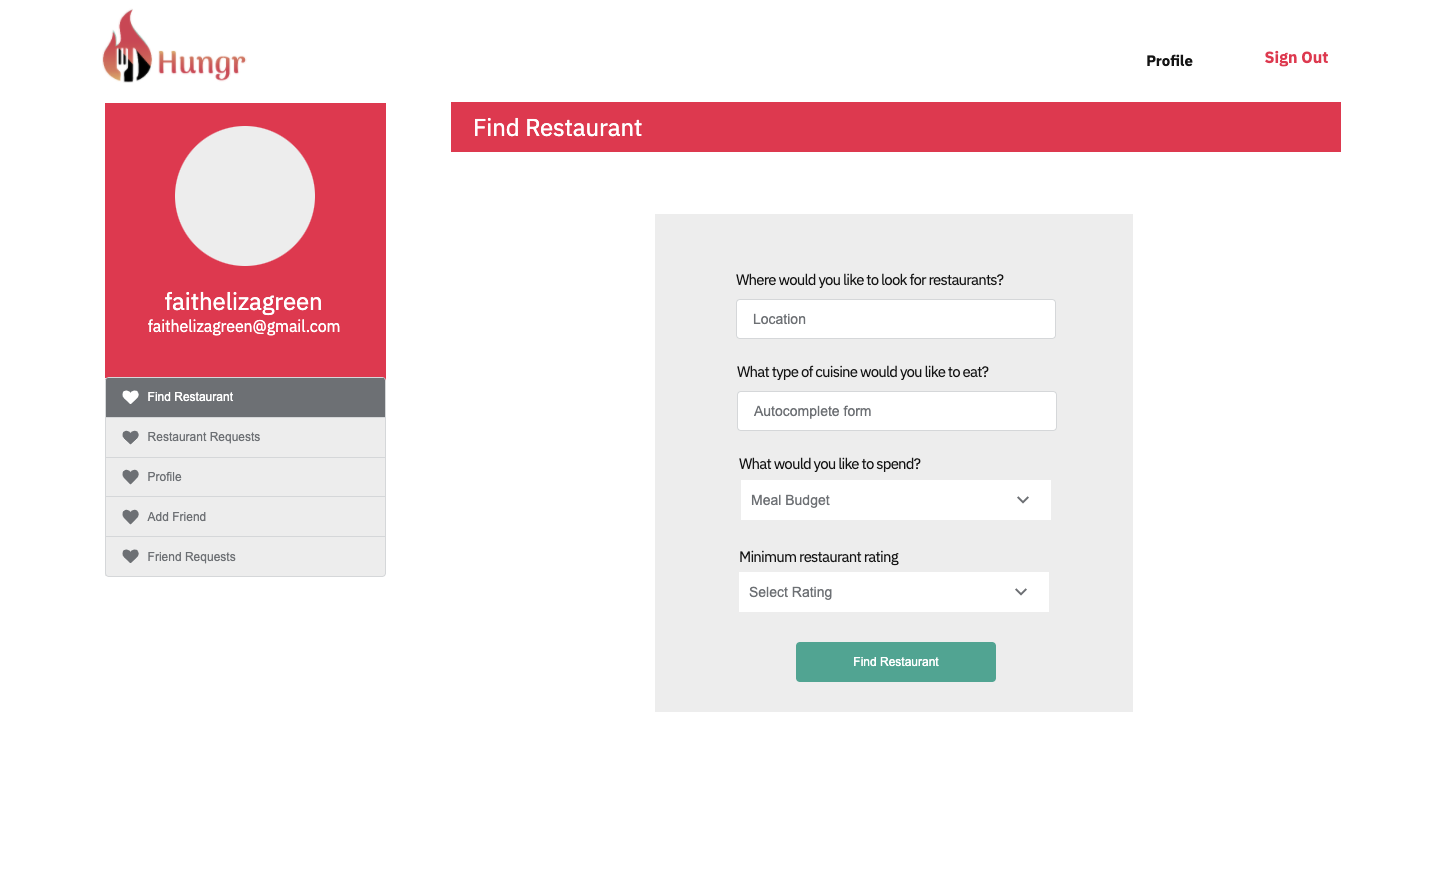 Hungr
Profile
Sign Out
Find Restaurant
faithelizagreen
faithelizagreen@gmail.com
Find Restaurant
Restaurant Requests
Profile
Add Friend
Friend Requests
Where would you like to look for restaurants?
Location
What type of cuisine would you like to eat?
Autocomplete form
What would you like to spend?
Meal Budget
Minimum restaurant rating
Select Rating
Find Restaurant